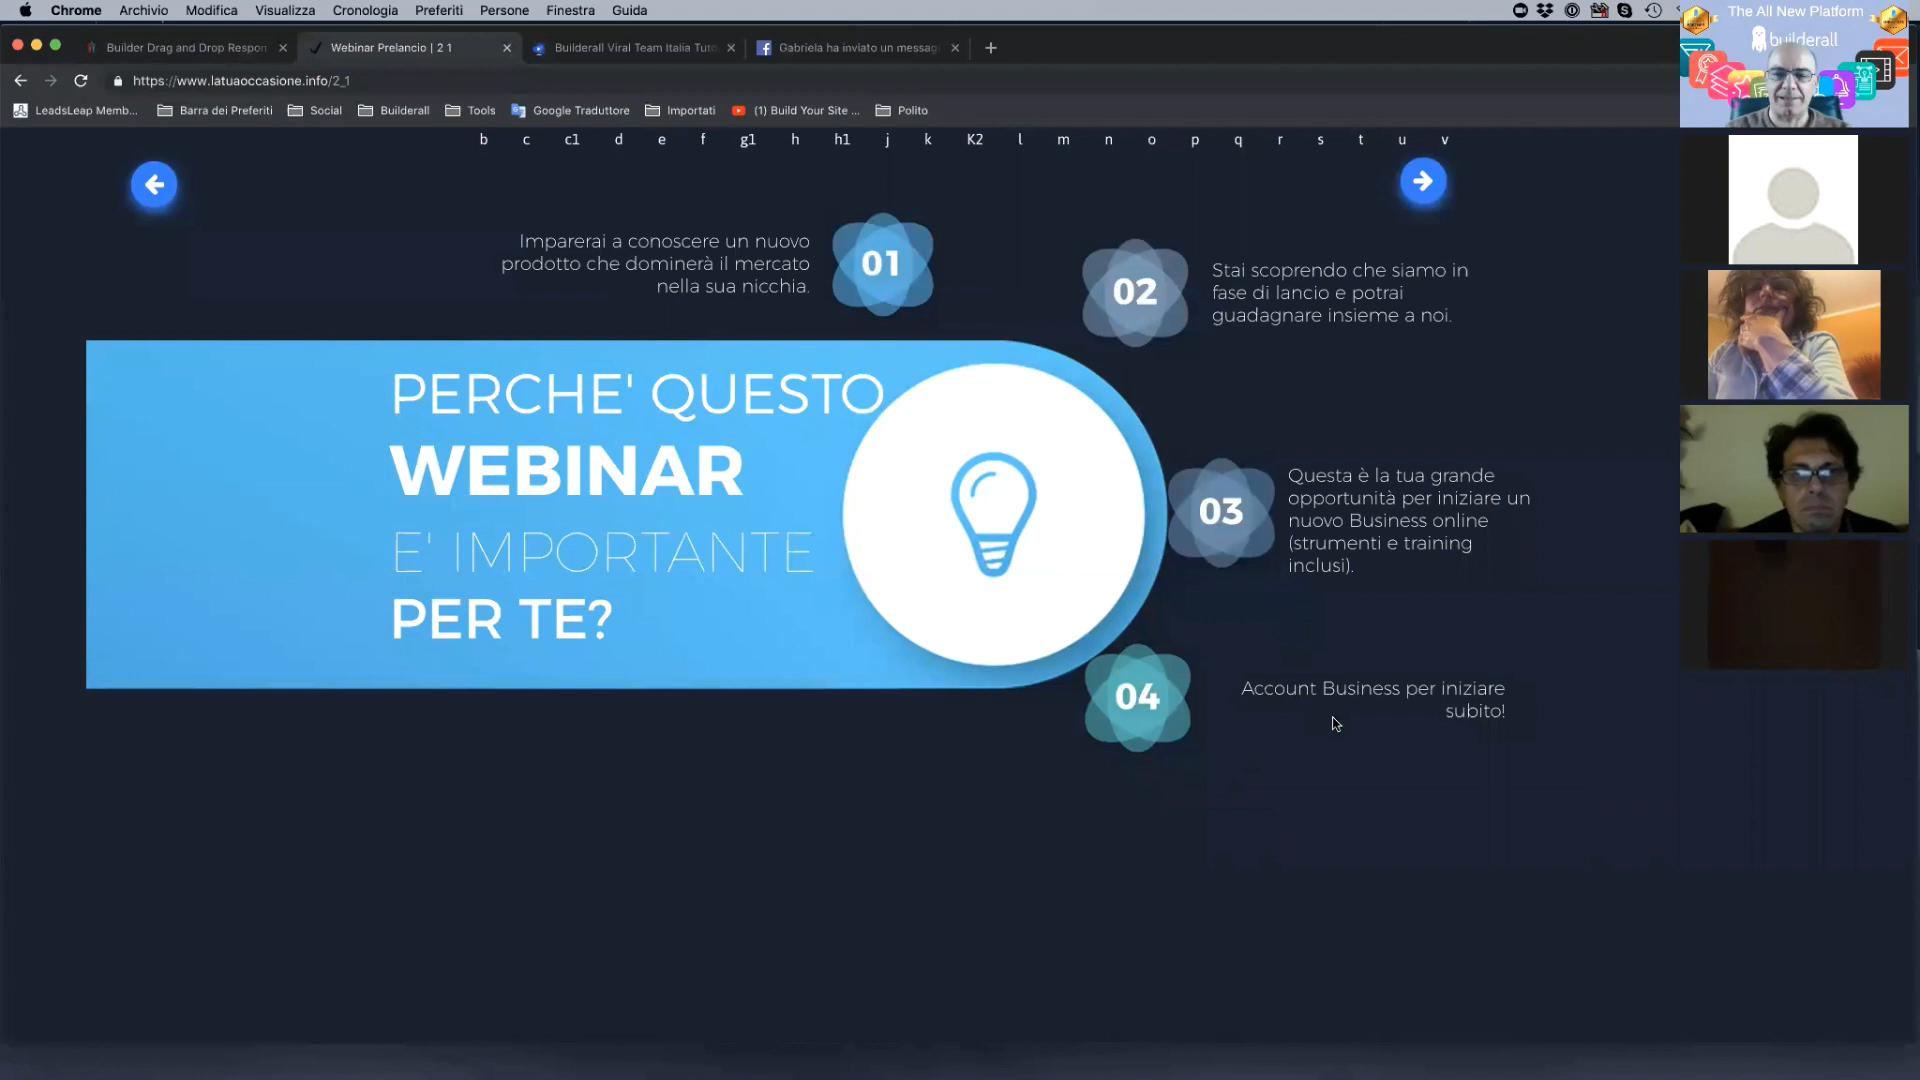 Chrome Archivio Modifica Visualizza Cronologia Preferiti Persone Finestra Guida
Builder Drag and Drop Respon
Webinar Prelancio | 2 1
Builderall Viral Team Italia Tuto
Gabriela ha inviato un messag
https://www.latuaoccasione.info/2_1
LeadsLeap Memb... Barra dei Preferiti Social Builderall Tools Google Traduttore Importati (1) Build Your Site ... Polito
b c c1 d e f g1 h h1 j k K2 l m n o p q r s t u v
Imparerai a conoscere un nuovo
prodotto che dominerà il mercato
nella sua nicchia.
01
02
Stai scoprendo che siamo in
fase di lancio e potrai
guadagnare insieme a noi.
PERCHE' QUESTO
WEBINAR
E' IMPORTANTE
PER TE?
03
Questa è la tua grande
opportunità per iniziare un
nuovo Business online
(strumenti e training
inclusi).
04
Account Business per iniziare
subito!
The All New Platform
builderall